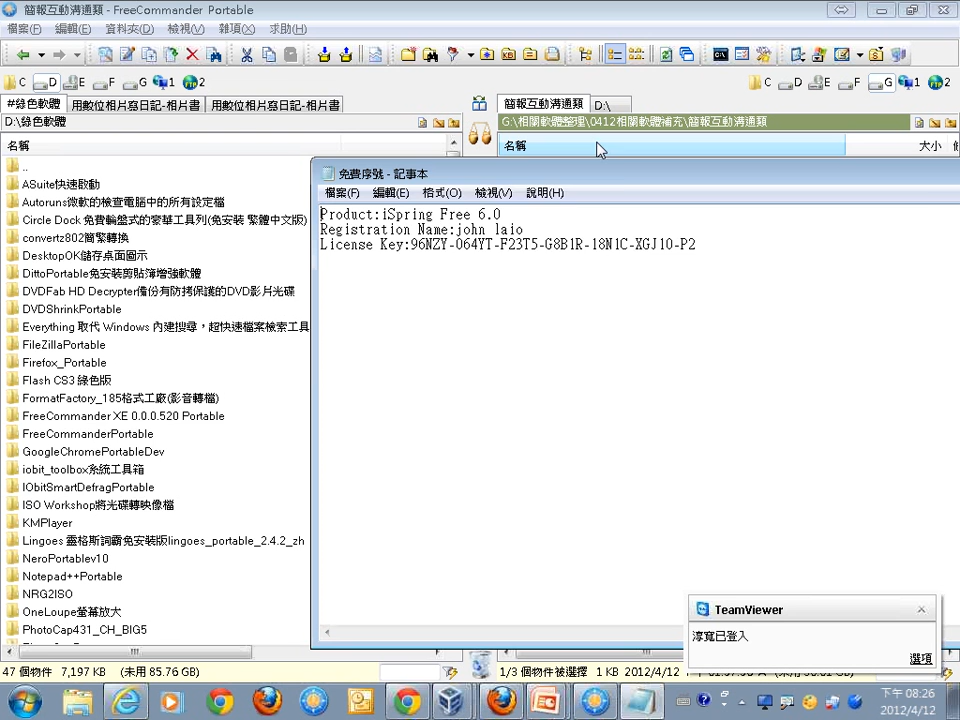 簡報互動溝通類 - FreeCommander Portable
檔案(F) 編輯(E) 資料夾(D) 檢視(V) 雜項(X) 求助(H)
C D E F G 1 2
C D E F G 1 2
#綠色軟體 用數位相片寫日記-相片書 用數位相片寫日記-相片書
簡報互動溝通類 D:\
D:\綠色軟體
G:\相關軟體整理\0412相關軟體補充\簡報互動溝通類
名稱
名稱 大小
..
ASuite快速啟動
Autoruns微軟的檢查電腦中的所有設定檔
Circle Dock 免費輪盤式的豪華工具列(免安裝 繁體中文版)
convertz802簡繁轉換
DesktopOK儲存桌面圖示
DittoPortable免安裝剪貼簿增強軟體
DVDFab HD Decrypter備份有防拷保護的DVD影片光碟
DVDShrinkPortable
Everything 取代 Windows 內建搜尋，超快速檔案檢索工具
FileZillaPortable
Firefox_Portable
Flash CS3 綠色版
FormatFactory_185格式工廠(影音轉檔)
FreeCommander XE 0.0.0.520 Portable
FreeCommanderPortable
GoogleChromePortableDev
iobit_toolbox系統工具箱
IObitSmartDefragPortable
ISO Workshop將光碟轉映像檔
KMPlayer
Lingoes 靈格斯詞霸免安裝版lingoes_portable_2.4.2_zh
NeroPortablev10
Notepad++Portable
NRG2ISO
OneLoupe螢幕放大
PhotoCap431_CH_BIG5
免費序號 - 記事本
檔案(F) 編輯(E) 格式(O) 檢視(V) 說明(H)
Product:iSpring Free 6.0
Registration Name:john laio
License Key:96NZY-064YT-F23T5-G8B1R-18N1C-XGJ10-P2
TeamViewer
淳寬已登入
選項
47 個物件 7,197 KB (未用 85.76 GB)
1/3 個物件被選擇 1 KB 2012/4/12
下午 08:26
2012/4/12